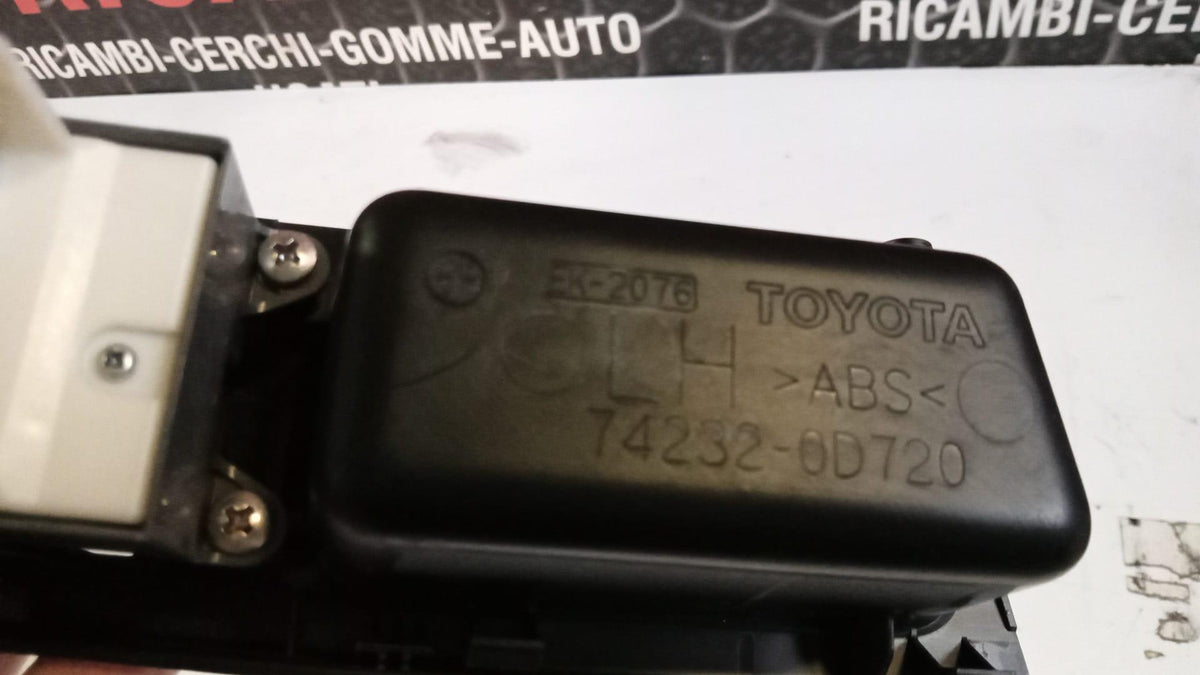 RICAMBI-CERCHI-GOMME-AUTO
RICAMBI-CE
EK-2076
TOYOTA
LH
>ABS<
74232-0D720